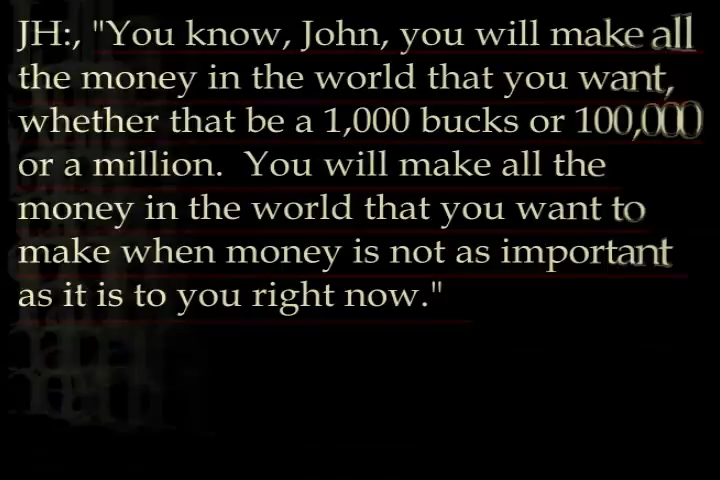 JH:, "You know, John, you will make all
the money in the world that you want,
whether that be a 1,000 bucks or 100,000
or a million.  You will make all the
money in the world that you want to
make when money is not as important
as it is to you right now."